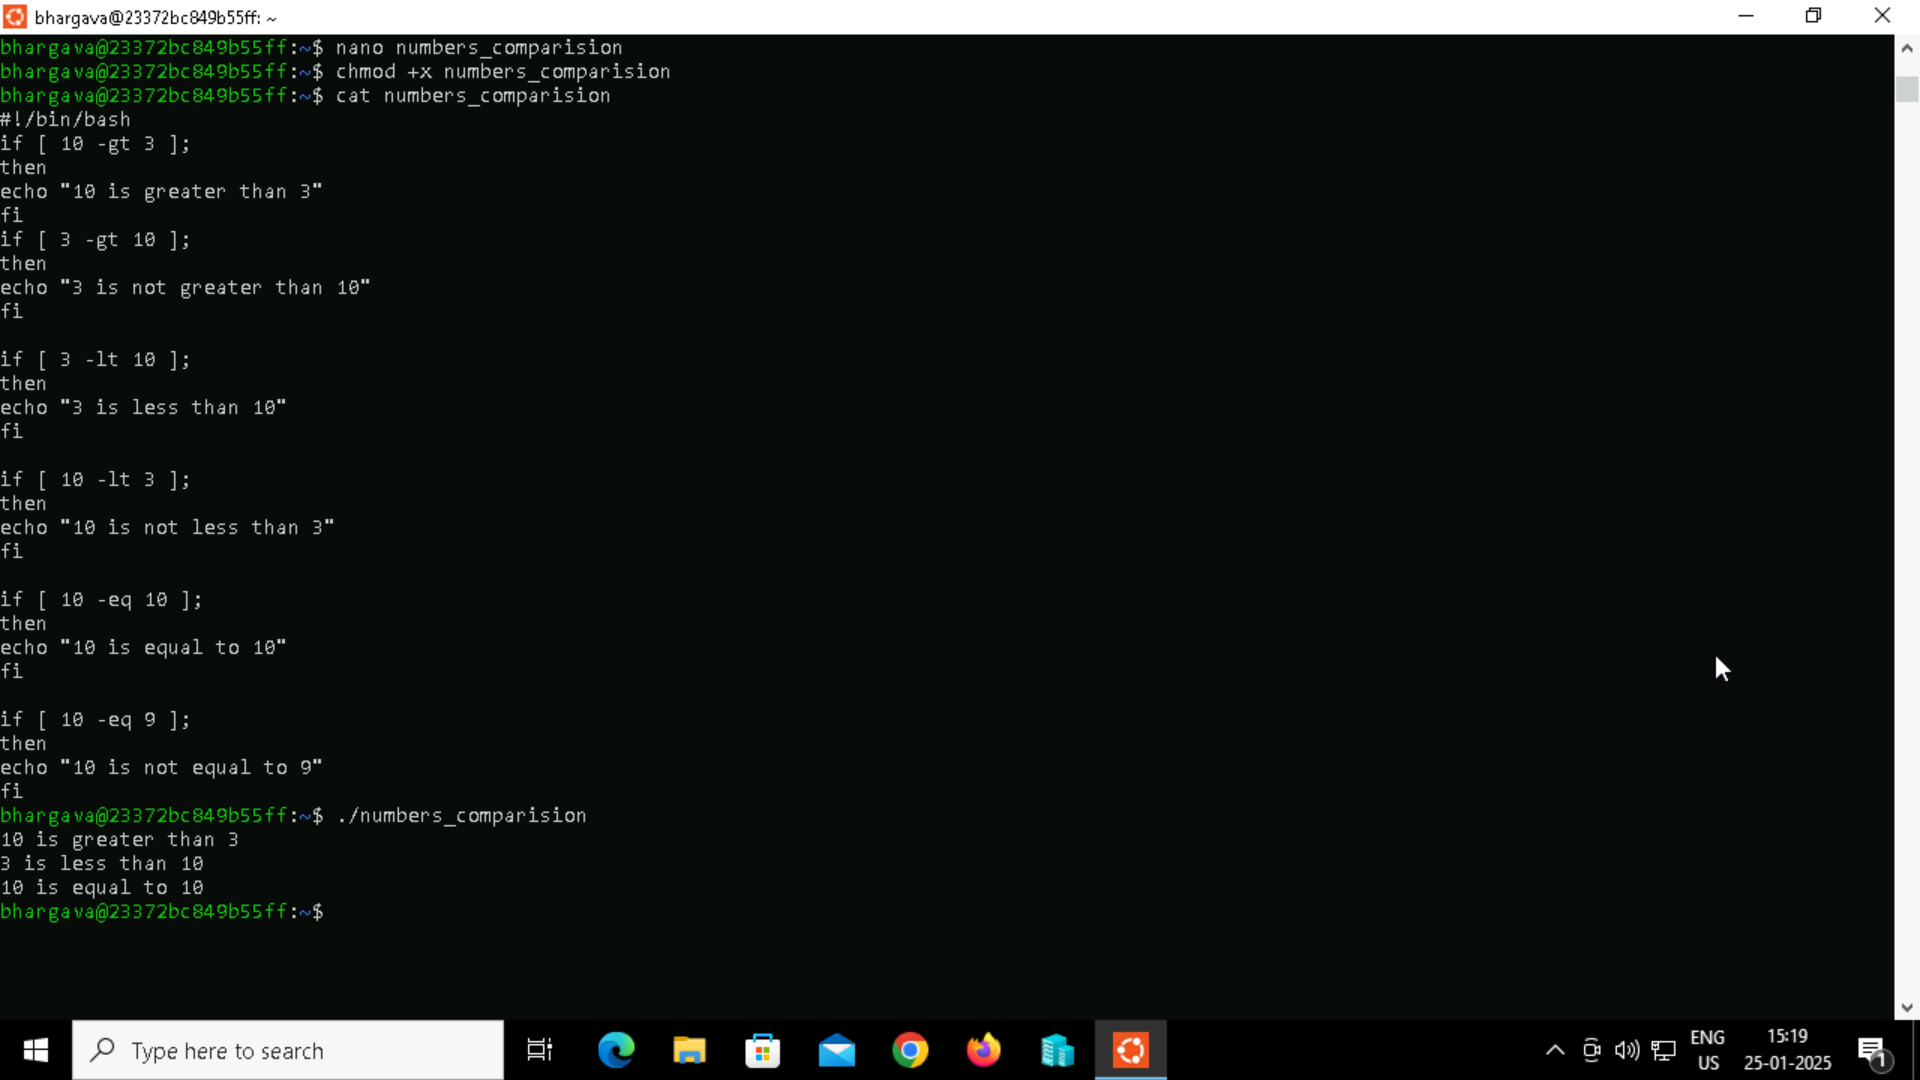 bhargava@23372bc849b55ff: ~
bhargava@23372bc849b55ff:~$ nano numbers_comparision
bhargava@23372bc849b55ff:~$ chmod +x numbers_comparision
bhargava@23372bc849b55ff:~$ cat numbers_comparision
#!/bin/bash
if [ 10 -gt 3 ];
then
echo "10 is greater than 3"
fi
if [ 3 -gt 10 ];
then
echo "3 is not greater than 10"
fi
if [ 3 -lt 10 ];
then
echo "3 is less than 10"
fi
if [ 10 -lt 3 ];
then
echo "10 is not less than 3"
fi
if [ 10 -eq 10 ];
then
echo "10 is equal to 10"
fi
if [ 10 -eq 9 ];
then
echo "10 is not equal to 9"
fi
bhargava@23372bc849b55ff:~$ ./numbers_comparision
10 is greater than 3
3 is less than 10
10 is equal to 10
bhargava@23372bc849b55ff:~$
Type here to search
ENG
US
15:19
25-01-2025
1